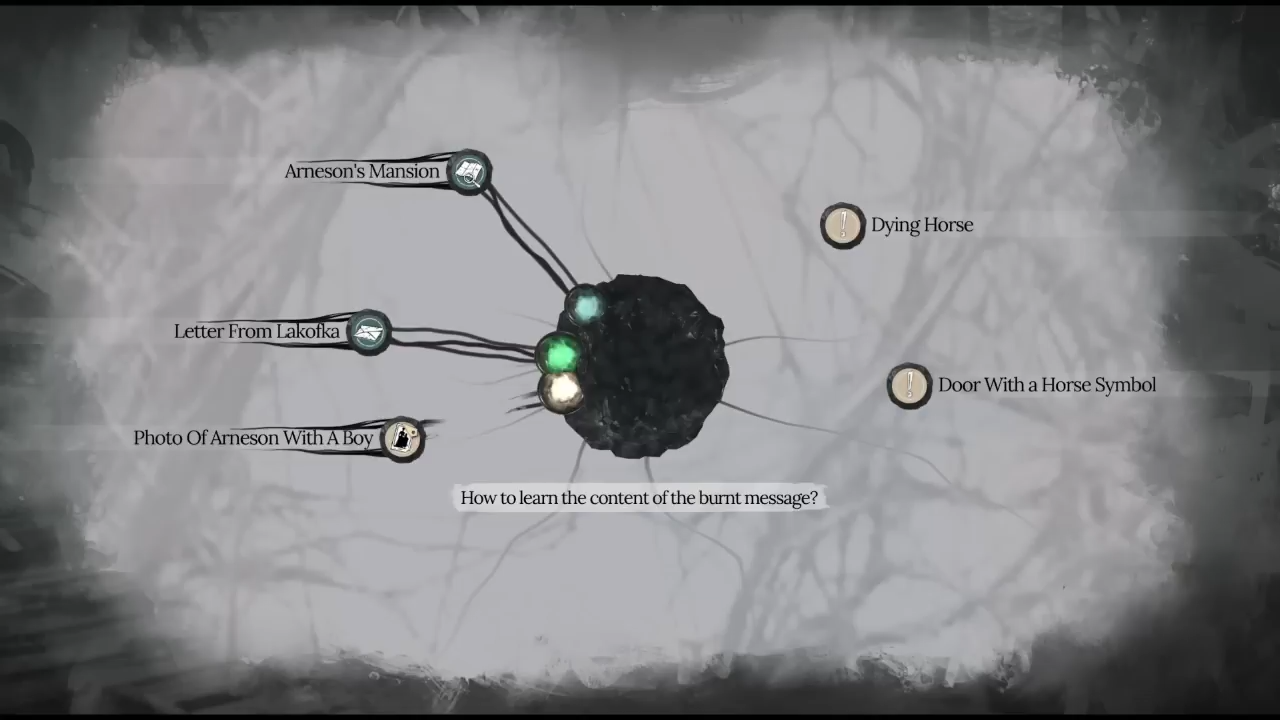 Arneson's Mansion
Dying Horse
Letter From Lakofka
Door With a Horse Symbol
Photo Of Arneson With A Boy
How to learn the content of the burnt message?